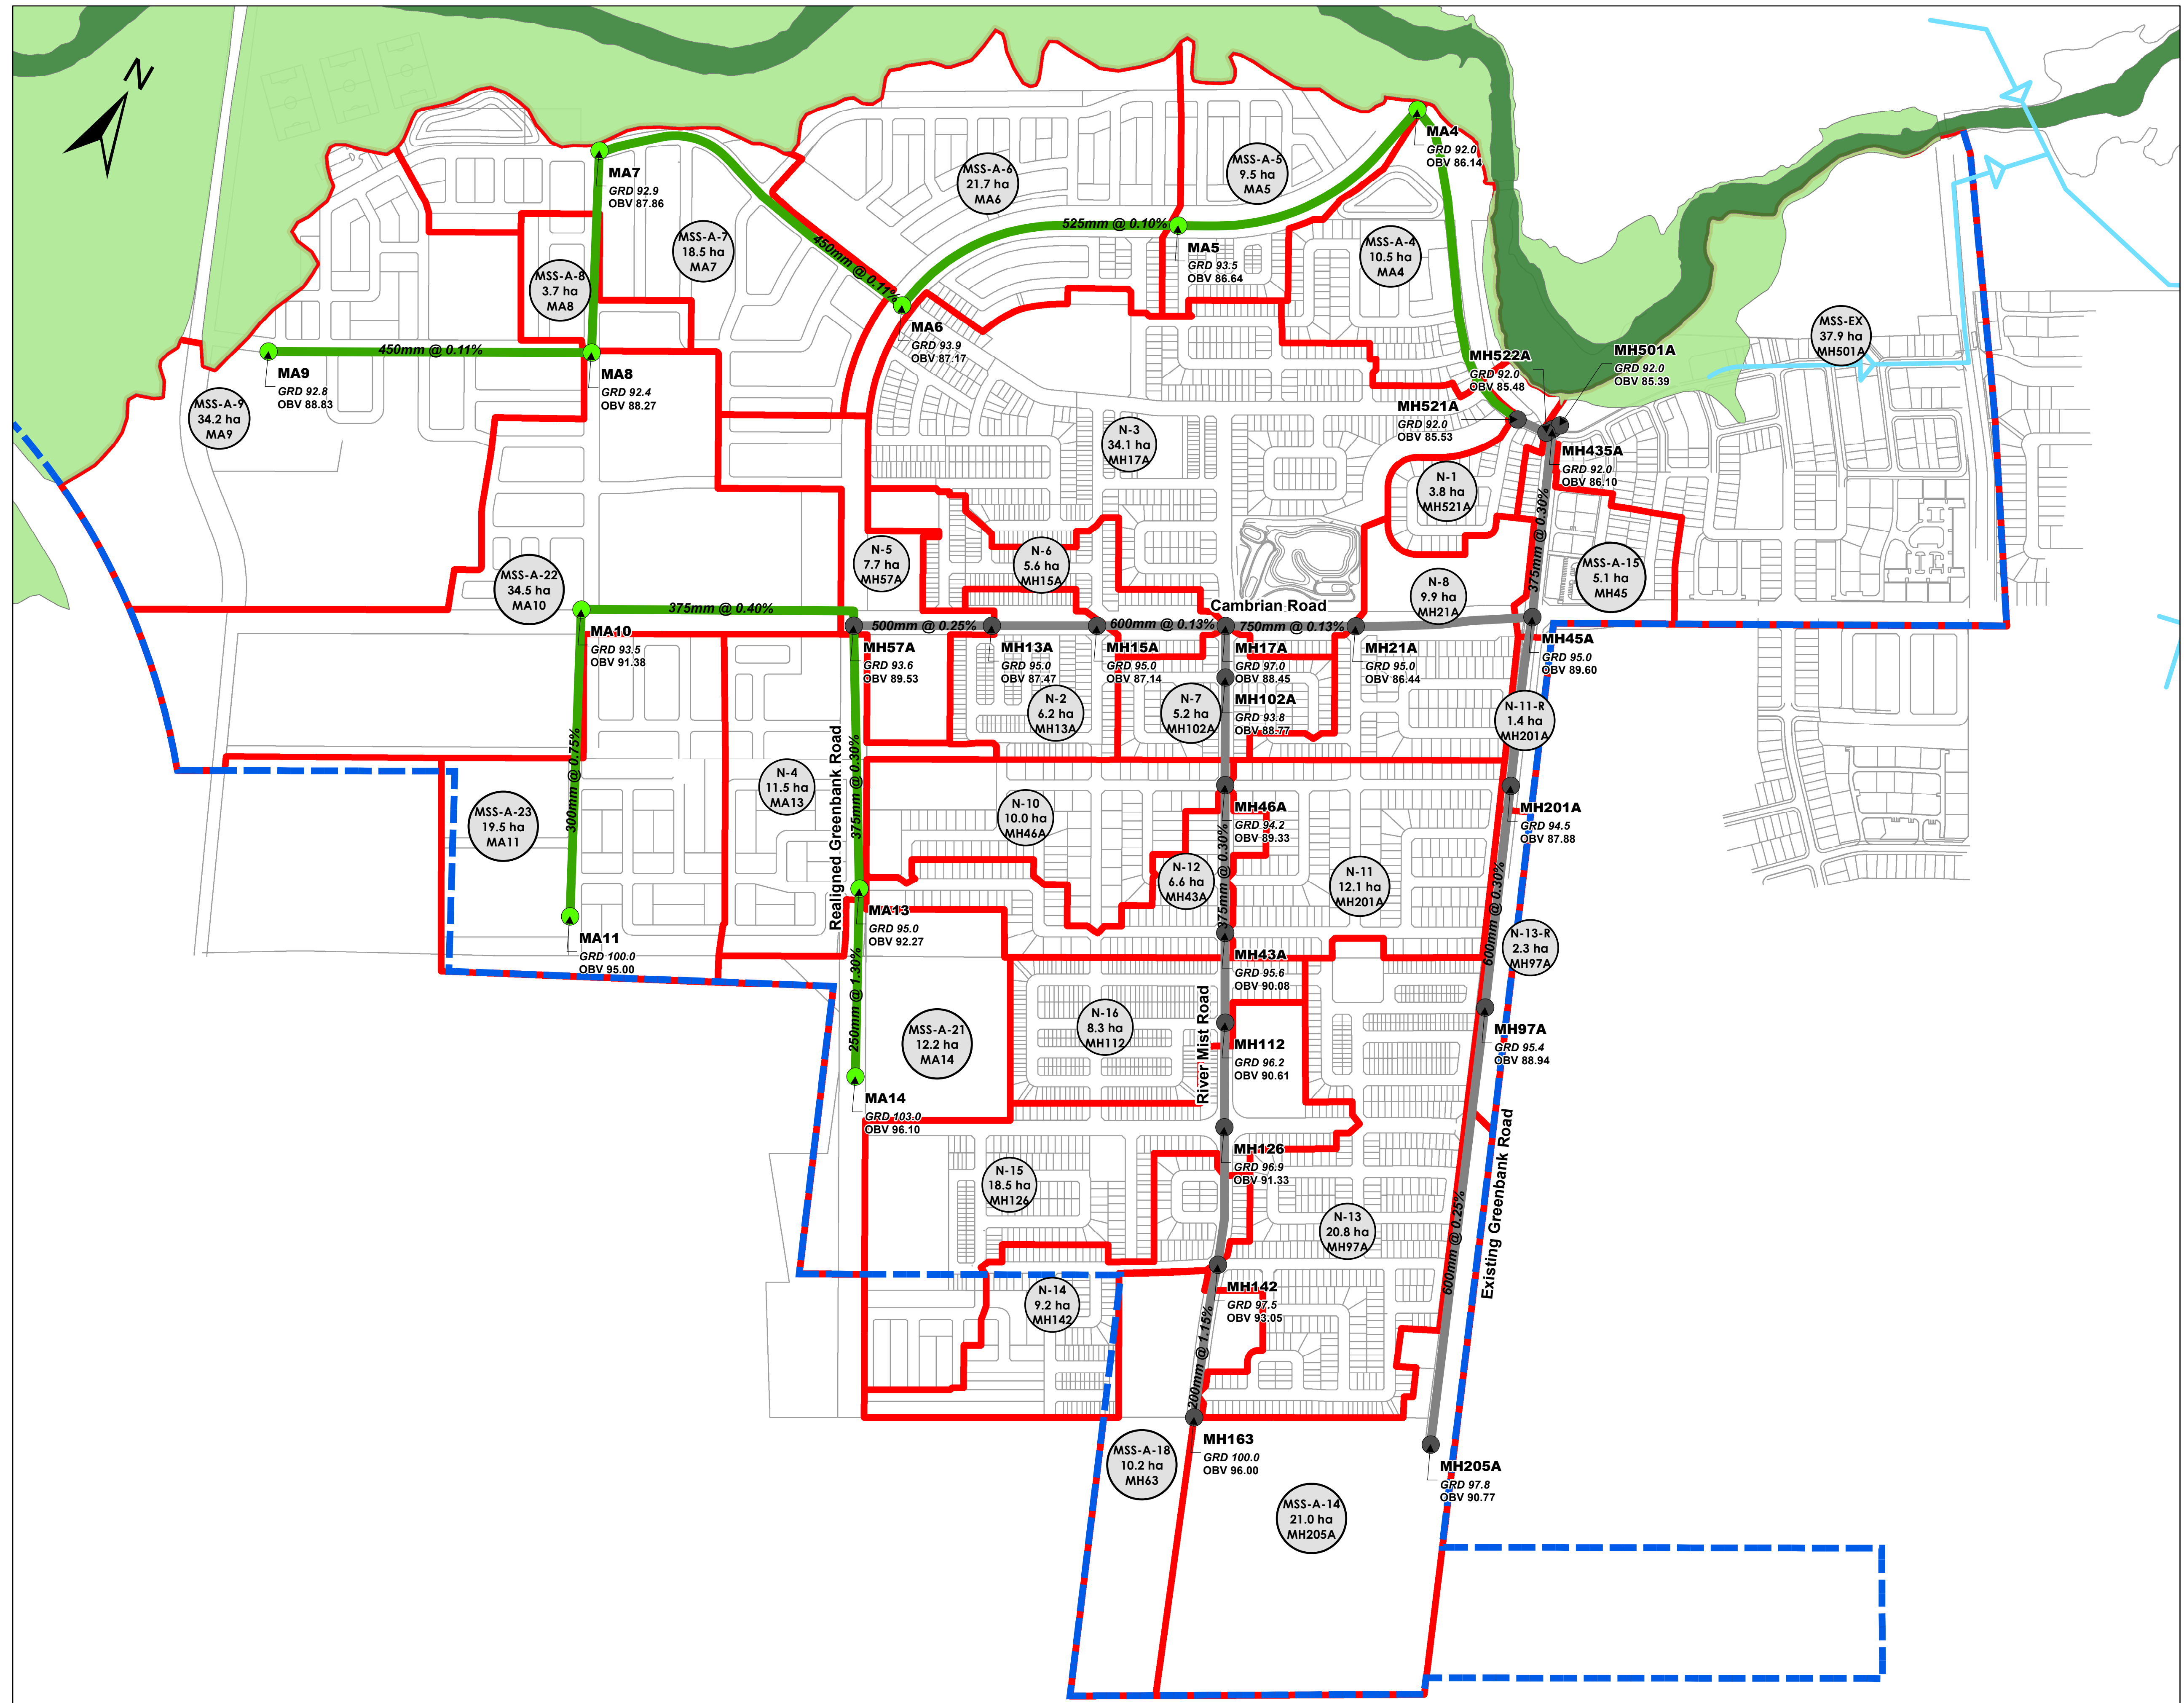 N
MA4
GRD 92.0
OBV 86.14
MSS-A-5
9.5 ha
MA5
MSS-A-6
21.7 ha
MA6
MA7
GRD 92.9
OBV 87.86
MSS-A-7
18.5 ha
MA7
450mm @ 0.11%
525mm @ 0.10%
MA5
GRD 93.5
OBV 86.64
MSS-A-4
10.5 ha
MA4
MSS-A-8
3.7 ha
MA8
MSS-EX
37.9 ha
MH501A
MA6
GRD 93.9
OBV 87.17
450mm @ 0.11%
MH522A
GRD 92.0
OBV 85.48
MH501A
GRD 92.0
OBV 85.39
MA9
GRD 92.8
OBV 88.83
MA8
GRD 92.4
OBV 88.27
MSS-A-9
34.2 ha
MA9
MH521A
GRD 92.0
OBV 85.53
N-3
34.1 ha
MH17A
MH435A
GRD 92.0
OBV 86.10
N-1
3.8 ha
MH521A
375mm @ 0.30%
N-5
7.7 ha
MH57A
N-6
5.6 ha
MH15A
MSS-A-22
34.5 ha
MA10
N-8
9.9 ha
MH21A
MSS-A-15
5.1 ha
MH45
375mm @ 0.40%
Cambrian Road
500mm @ 0.25%
600mm @ 0.13%
750mm @ 0.13%
MA10
GRD 93.5
OBV 91.38
MH57A
GRD 93.6
OBV 89.53
MH13A
GRD 95.0
OBV 87.47
MH15A
GRD 95.0
OBV 87.14
MH17A
GRD 97.0
OBV 88.45
MH21A
GRD 95.0
OBV 86.44
MH45A
GRD 95.0
OBV 89.60
N-2
6.2 ha
MH13A
N-7
5.2 ha
MH102A
MH102A
GRD 93.8
OBV 88.77
N-11-R
1.4 ha
MH201A
300mm @ 0.75%
N-4
11.5 ha
MA13
Realigned Greenbank Road
375mm @ 0.30%
MSS-A-23
19.5 ha
MA11
N-10
10.0 ha
MH46A
MH46A
GRD 94.2
OBV 89.33
MH201A
GRD 94.5
OBV 87.88
N-12
6.6 ha
MH43A
375mm @ 0.30%
N-11
12.1 ha
MH201A
600mm @ 0.30%
MA11
GRD 100.0
OBV 95.00
MA13
GRD 95.0
OBV 92.27
N-13-R
2.3 ha
MH97A
MH43A
GRD 95.6
OBV 90.08
250mm @ 1.30%
MSS-A-21
12.2 ha
MA14
N-16
8.3 ha
MH112
River Mist Road
MH112
GRD 96.2
OBV 90.61
MH97A
GRD 95.4
OBV 88.94
MA14
GRD 103.0
OBV 96.10
MH126
GRD 96.9
OBV 91.33
N-15
18.5 ha
MH126
N-13
20.8 ha
MH97A
600mm @ 0.25%
Existing Greenbank Road
N-14
9.2 ha
MH142
MH142
GRD 97.5
OBV 93.05
200mm @ 1.15%
MH163
GRD 100.0
OBV 96.00
MSS-A-18
10.2 ha
MH63
MH205A
GRD 97.8
OBV 90.77
MSS-A-14
21.0 ha
MH205A